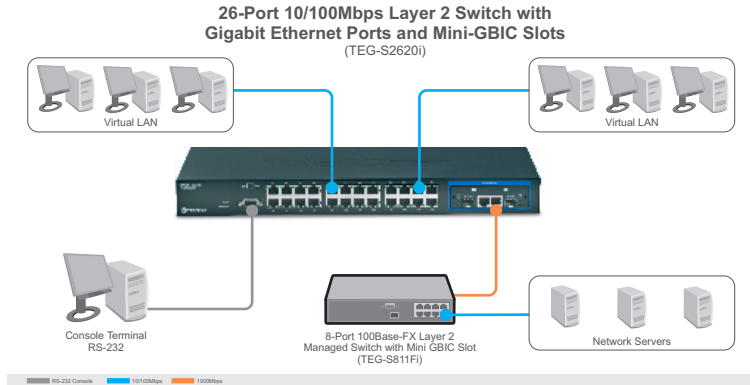 26-Port 10/100Mbps Layer 2 Switch with
Gigabit Ethernet Ports and Mini-GBIC Slots
(TEG-S2620i)
Virtual LAN
Virtual LAN
Console Terminal
RS-232
8-Port 100Base-FX Layer 2
Managed Switch with Mini GBIC Slot
(TEG-S811Fi)
Network Servers
RS-232 Console
10/100Mbps
1000Mbps